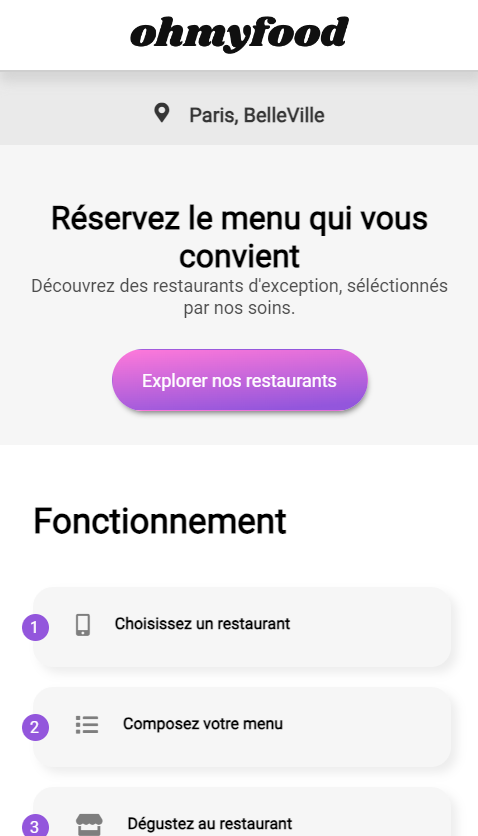 ohmyfood
Paris, BelleVille
Réservez le menu qui vous
convient
Découvrez des restaurants d'exception, séléctionnés
par nos soins.
Explorer nos restaurants
Fonctionnement
1 Choisissez un restaurant
2 Composez votre menu
3 Dégustez au restaurant